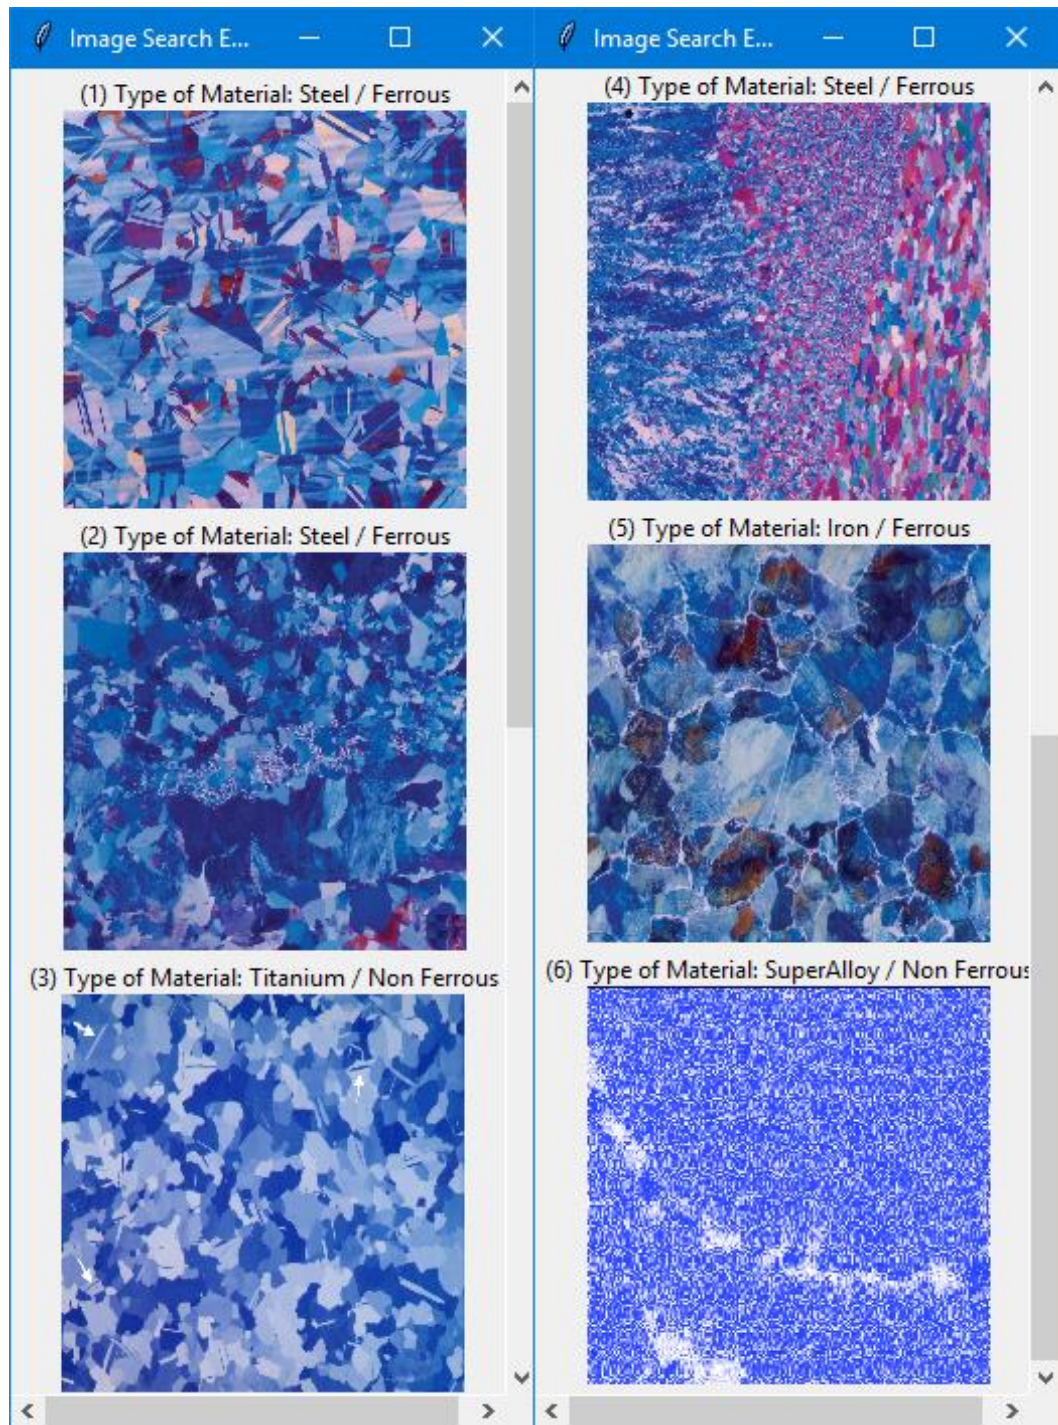 Image Search E...
(1) Type of Material: Steel / Ferrous
(2) Type of Material: Steel / Ferrous
(3) Type of Material: Titanium / Non Ferrous
Image Search E...
(4) Type of Material: Steel / Ferrous
(5) Type of Material: Iron / Ferrous
(6) Type of Material: SuperAlloy / Non Ferrous